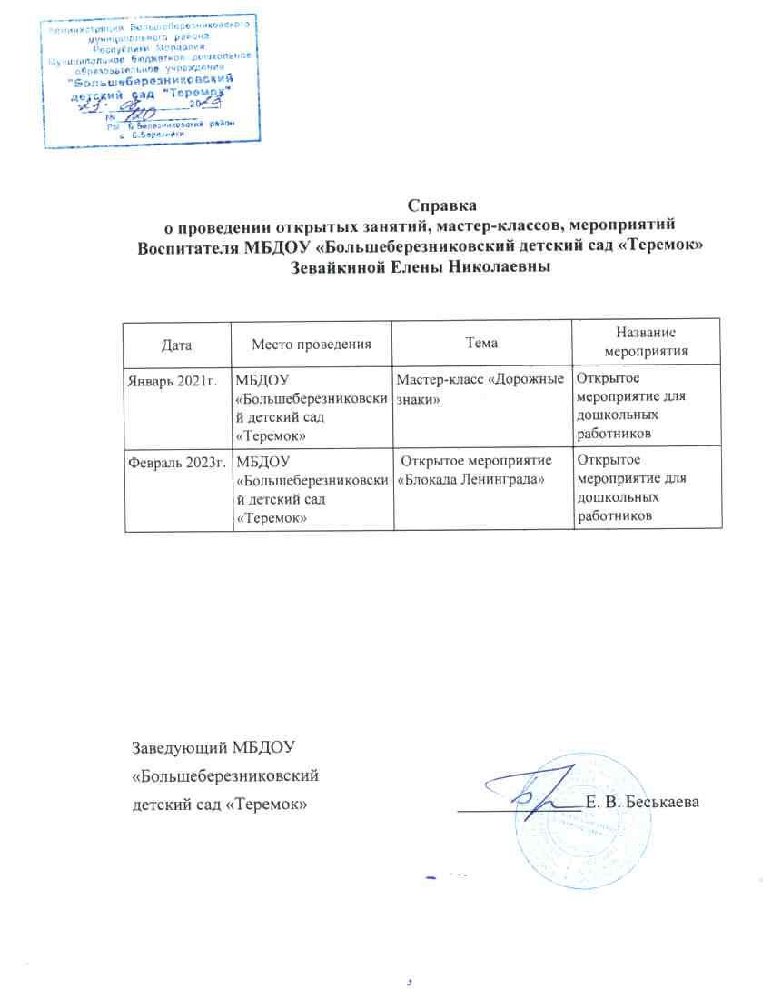 Администрация Большеберезниковского
муниципального района
Республики Мордовия
Муниципальное бюджетное дошкольное
образовательное учреждение
"Большеберезниковский
детский сад "Теремок"
2023
№ 120
РМ Б.Березниковский район
с. Б.Березники
Справка
о проведении открытых занятий, мастер-классов, мероприятий
Воспитателя МБДОУ «Большеберезниковский детский сад «Теремок»
Зевайкиной Елены Николаевны
Дата
Место проведения
Тема
Название
мероприятия
Январь 2021г.
МБДОУ
«Большеберезниковски
й детский сад
«Теремок»
Мастер-класс «Дорожные
знаки»
Открытое
мероприятие для
дошкольных
работников
Февраль 2023г.
МБДОУ
«Большеберезниковски
й детский сад
«Теремок»
Открытое мероприятие
«Блокада Ленинграда»
Открытое
мероприятие для
дошкольных
работников
Заведующий МБДОУ
«Большеберезниковский
детский сад «Теремок»
Е. В. Беськаева